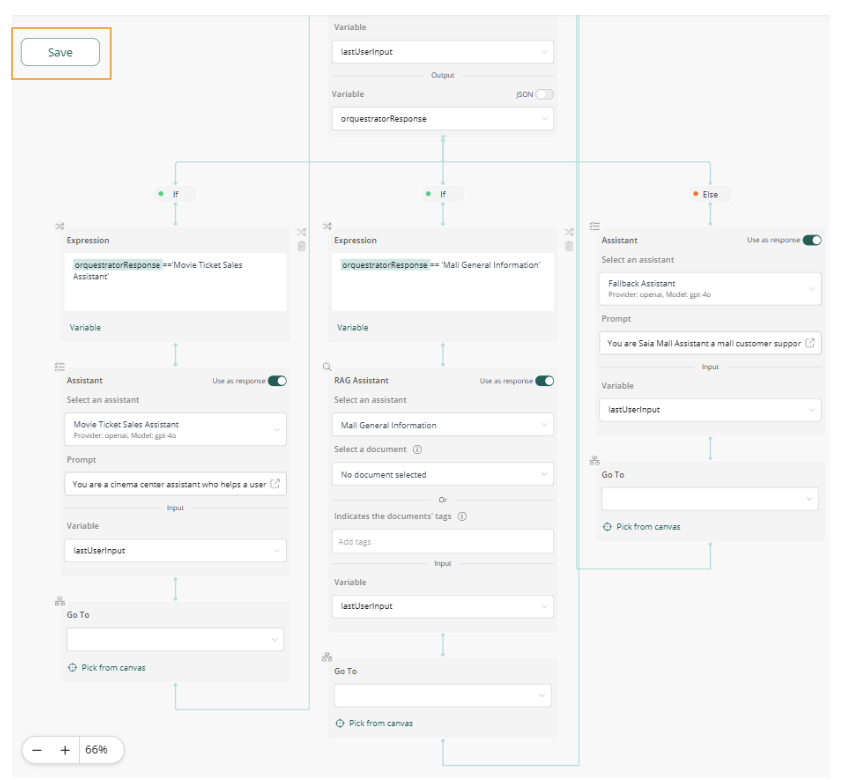 Save
Variable
lastUserInput
Output
Variable
JSON
orquestratorResponse
If
If
Else
Expression
orquestratorResponse =='Movie Ticket Sales
Assistant'
Variable
Assistant
Use as response
Select an assistant
Movie Ticket Sales Assistant
Provider: openai, Model: gpt-4o
Prompt
You are a cinema center assistant who helps a user
Input
Variable
lastUserInput
Go To
Pick from canvas
Expression
orquestratorResponse == 'Mall General Information'
Variable
RAG Assistant
Use as response
Select an assistant
Mall General Information
Select a document
No document selected
Or
Indicates the documents' tags
Add tags
Input
Variable
lastUserInput
Go To
Pick from canvas
Assistant
Use as response
Select an assistant
Fallback Assistant
Provider: openai, Model: gpt-4o
Prompt
You are Saia Mall Assistant a mall customer suppor
Input
Variable
lastUserInput
Go To
Pick from canvas
− + 66%